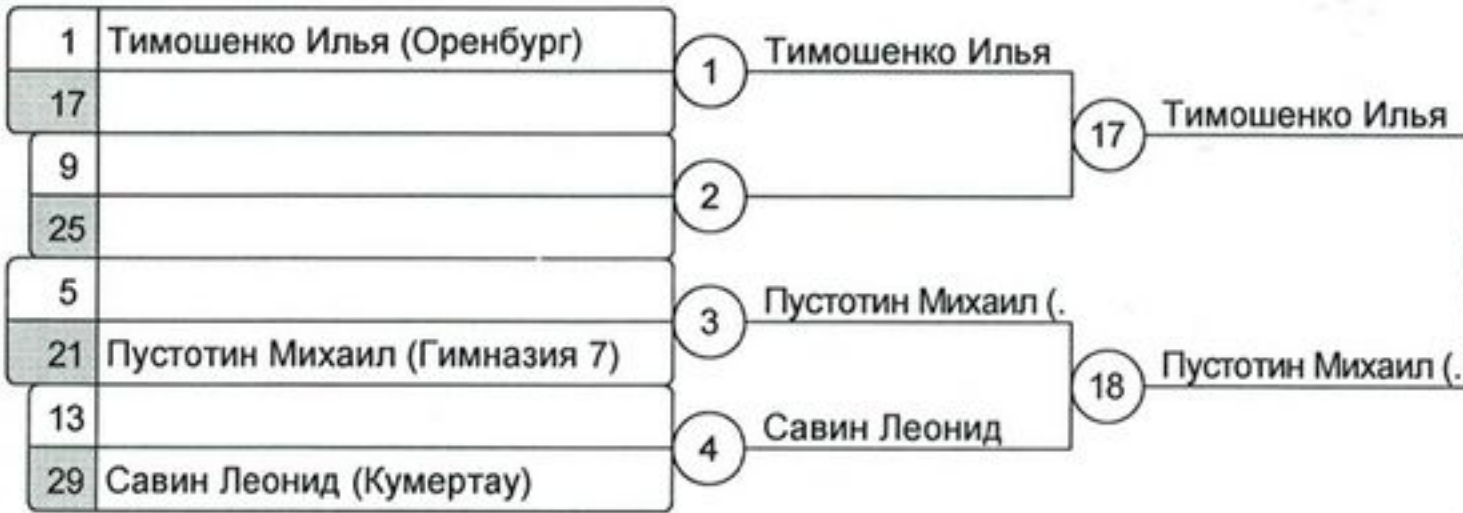 1 Тимошенко Илья (Оренбург)
17
9
25
5
21 Пустотин Михаил (Гимназия 7)
13
29 Савин Леонид (Кумертау)
1 Тимошенко Илья
2
3 Пустотин Михаил (.
4 Савин Леонид
17 Тимошенко Илья
18 Пустотин Михаил (.